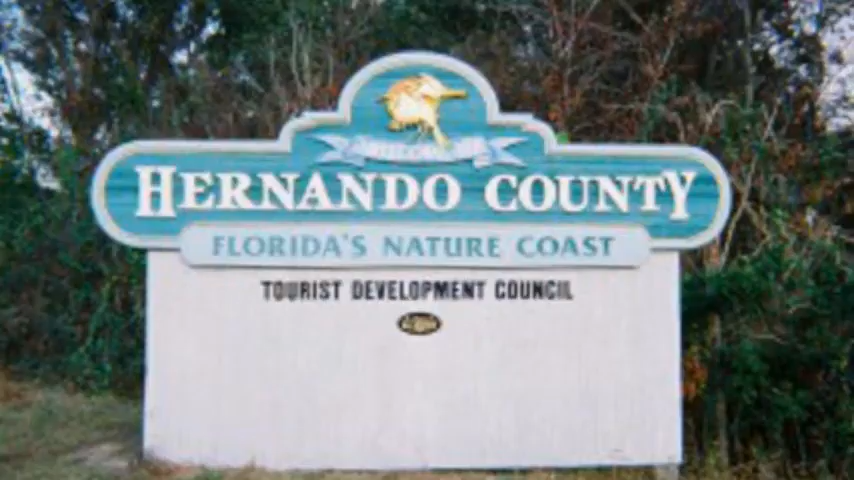 HERNANDO COUNTY
FLORIDA'S NATURE COAST
TOURIST DEVELOPMENT COUNCIL